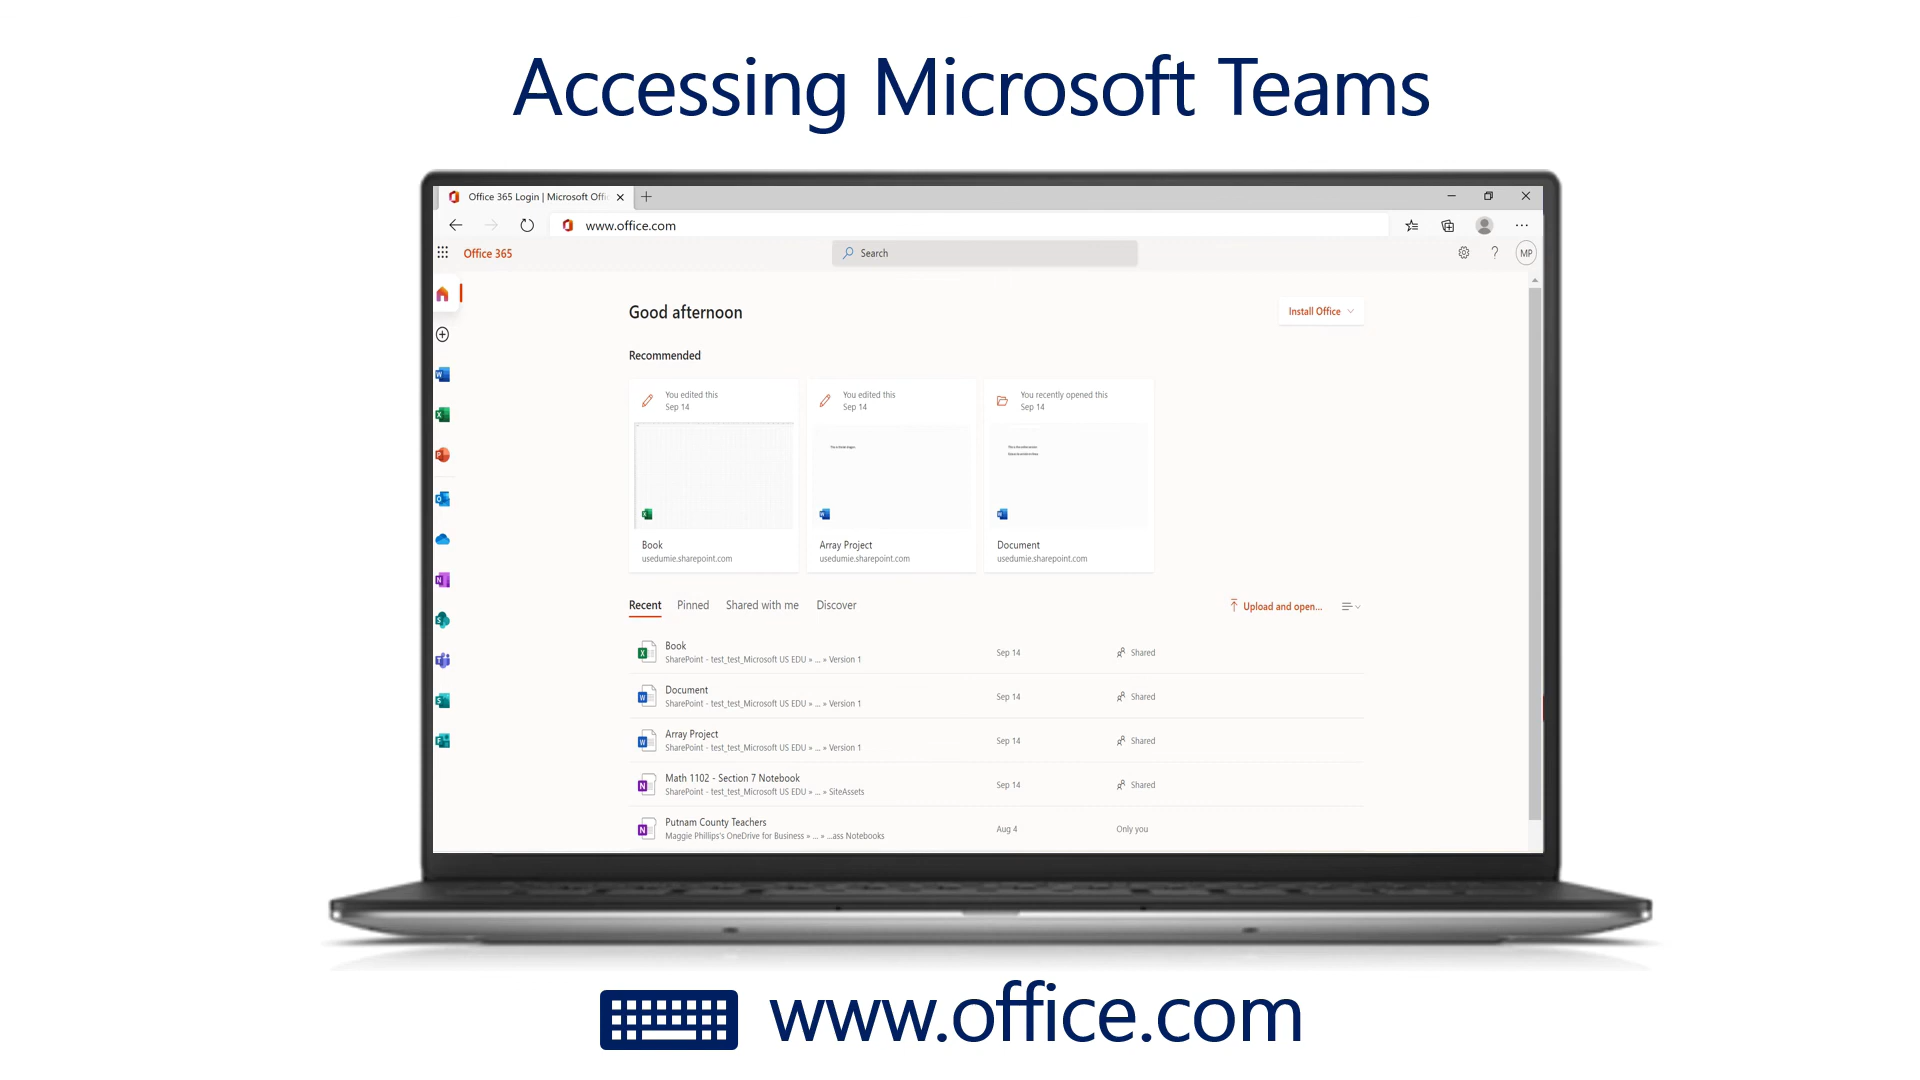 Accessing Microsoft Teams
Office 365 Login | Microsoft Offi
www.office.com
Office 365
Search
MP
Good afternoon
Install Office
Recommended
You edited this
Sep 14
You edited this
Sep 14
You recently opened this
Sep 14
Book
usedumie.sharepoint.com
Array Project
usedumie.sharepoint.com
Document
usedumie.sharepoint.com
Recent Pinned Shared with me Discover
Upload and open...
Book
SharePoint - test_test_Microsoft US EDU » ... » Version 1
Sep 14
Shared
Document
SharePoint - test_test_Microsoft US EDU » ... » Version 1
Sep 14
Shared
Array Project
SharePoint - test_test_Microsoft US EDU » ... » Version 1
Sep 14
Shared
Math 1102 - Section 7 Notebook
SharePoint - test_test_Microsoft US EDU » ... » SiteAssets
Sep 14
Shared
Putnam County Teachers
Maggie Phillips's OneDrive for Business » ... » ...ass Notebooks
Aug 4
Only you
www.office.com